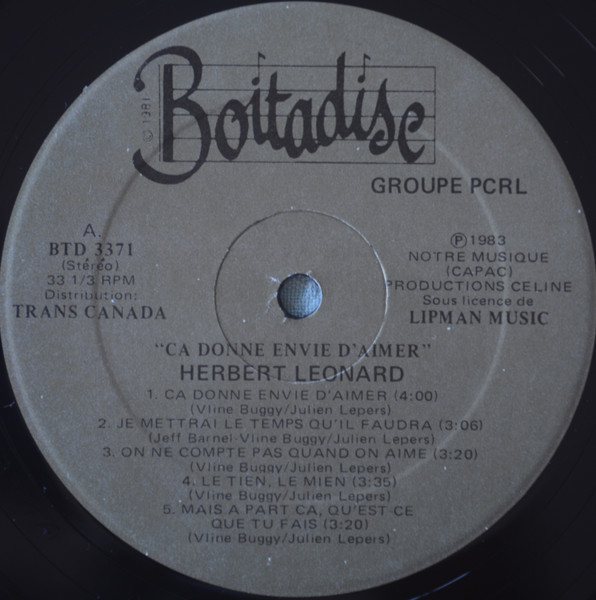 © 1981
Boitadisc
GROUPE PCRL
A.
BTD 3371
(Stéréo)
33 1/3 RPM
Distribution:
TRANS CANADA
Ⓟ 1983
NOTRE MUSIQUE
(CAPAC)
PRODUCTIONS CELINE
Sous licence de
LIPMAN MUSIC
"CA DONNE ENVIE D'AIMER"
HERBERT LEONARD
1. CA DONNE ENVIE D'AIMER (4:00)
(Vline Buggy/Julien Lepers)
2. JE METTRAI LE TEMPS QU'IL FAUDRA (3:06)
(Jeff Barnel-Vline Buggy/Julien Lepers)
3. ON NE COMPTE PAS QUAND ON AIME (3:20)
(Vline Buggy/Julien Lepers)
4. LE TIEN, LE MIEN (3:35)
(Vline Buggy/Julien Lepers)
5. MAIS A PART CA, QU'EST CE
QUE TU FAIS (3:20)
(Vline Buggy/Julien Lepers)